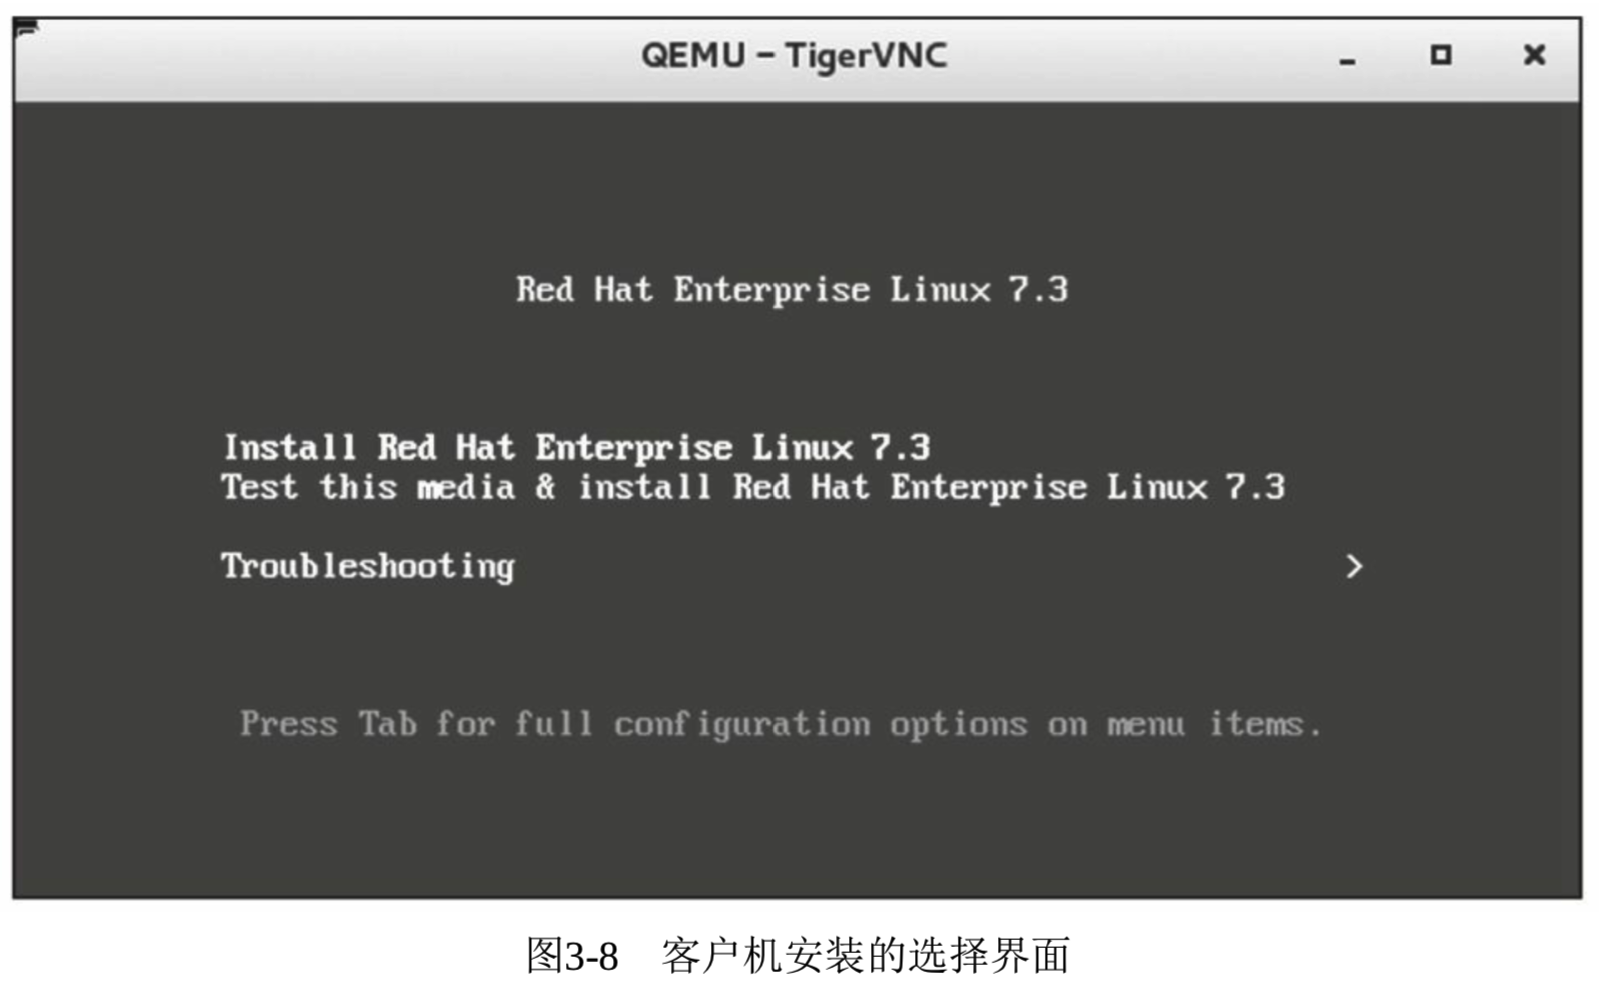 QEMU - TigerVNC
Red Hat Enterprise Linux 7.3
Install Red Hat Enterprise Linux 7.3
Test this media & install Red Hat Enterprise Linux 7.3
Troubleshooting >
Press Tab for full configuration options on menu items.
图3-8 客户机安装的选择界面